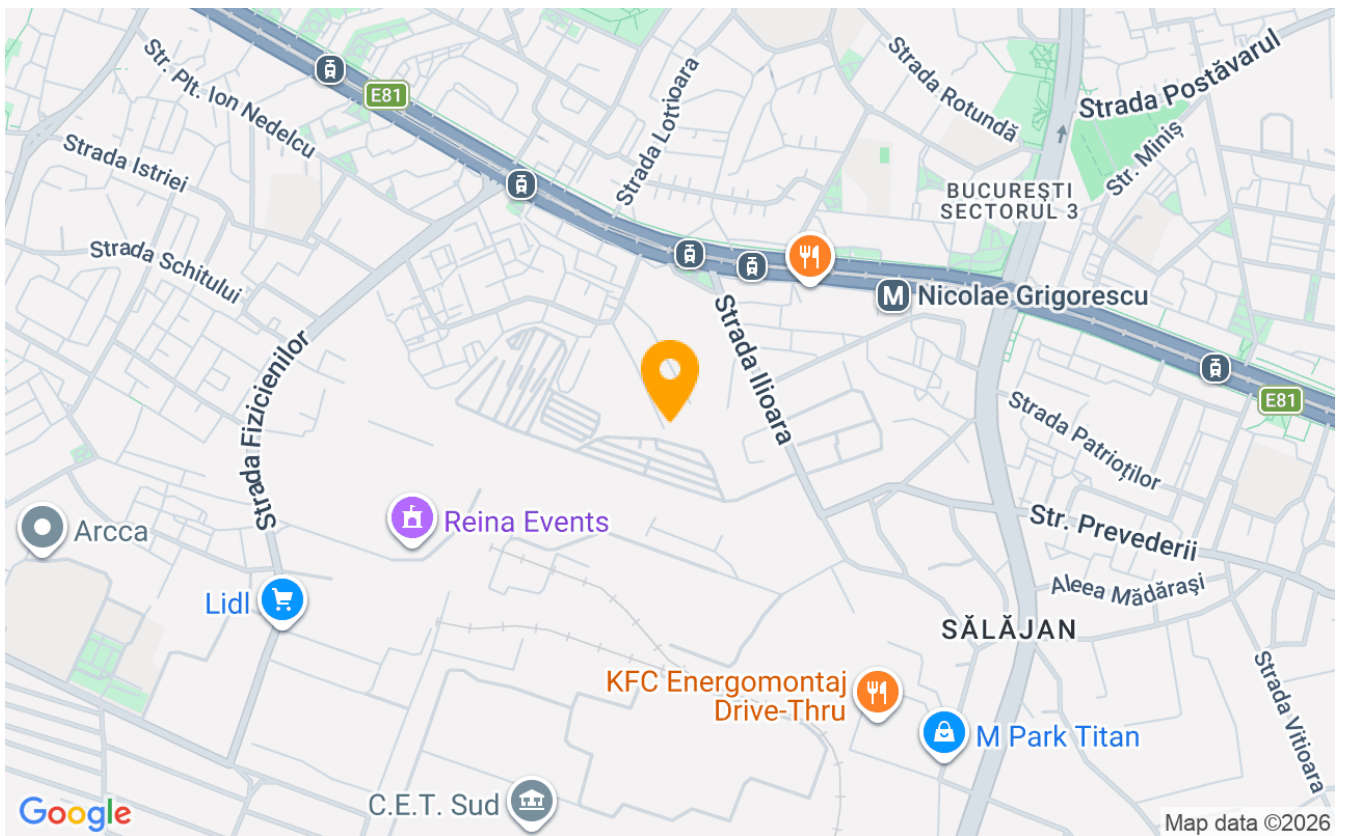 Str. Plt. Ion Nedelcu
E81
Strada Lotrioara
Strada Rotundă
Strada Postăvarul
Str. Miniș
Strada Istriei
BUCUREȘTI
SECTORUL 3
Strada Schitului
Nicolae Grigorescu
M
Strada Ilioara
Strada Fizicienilor
E81
Strada Patrioților
Arcca
Reina Events
Str. Prevederii
Aleea Mădărași
Lidl
SĂLĂJAN
KFC Energomontaj
Drive-Thru
Strada Vitioara
M Park Titan
C.E.T. Sud
Google
Map data ©2026